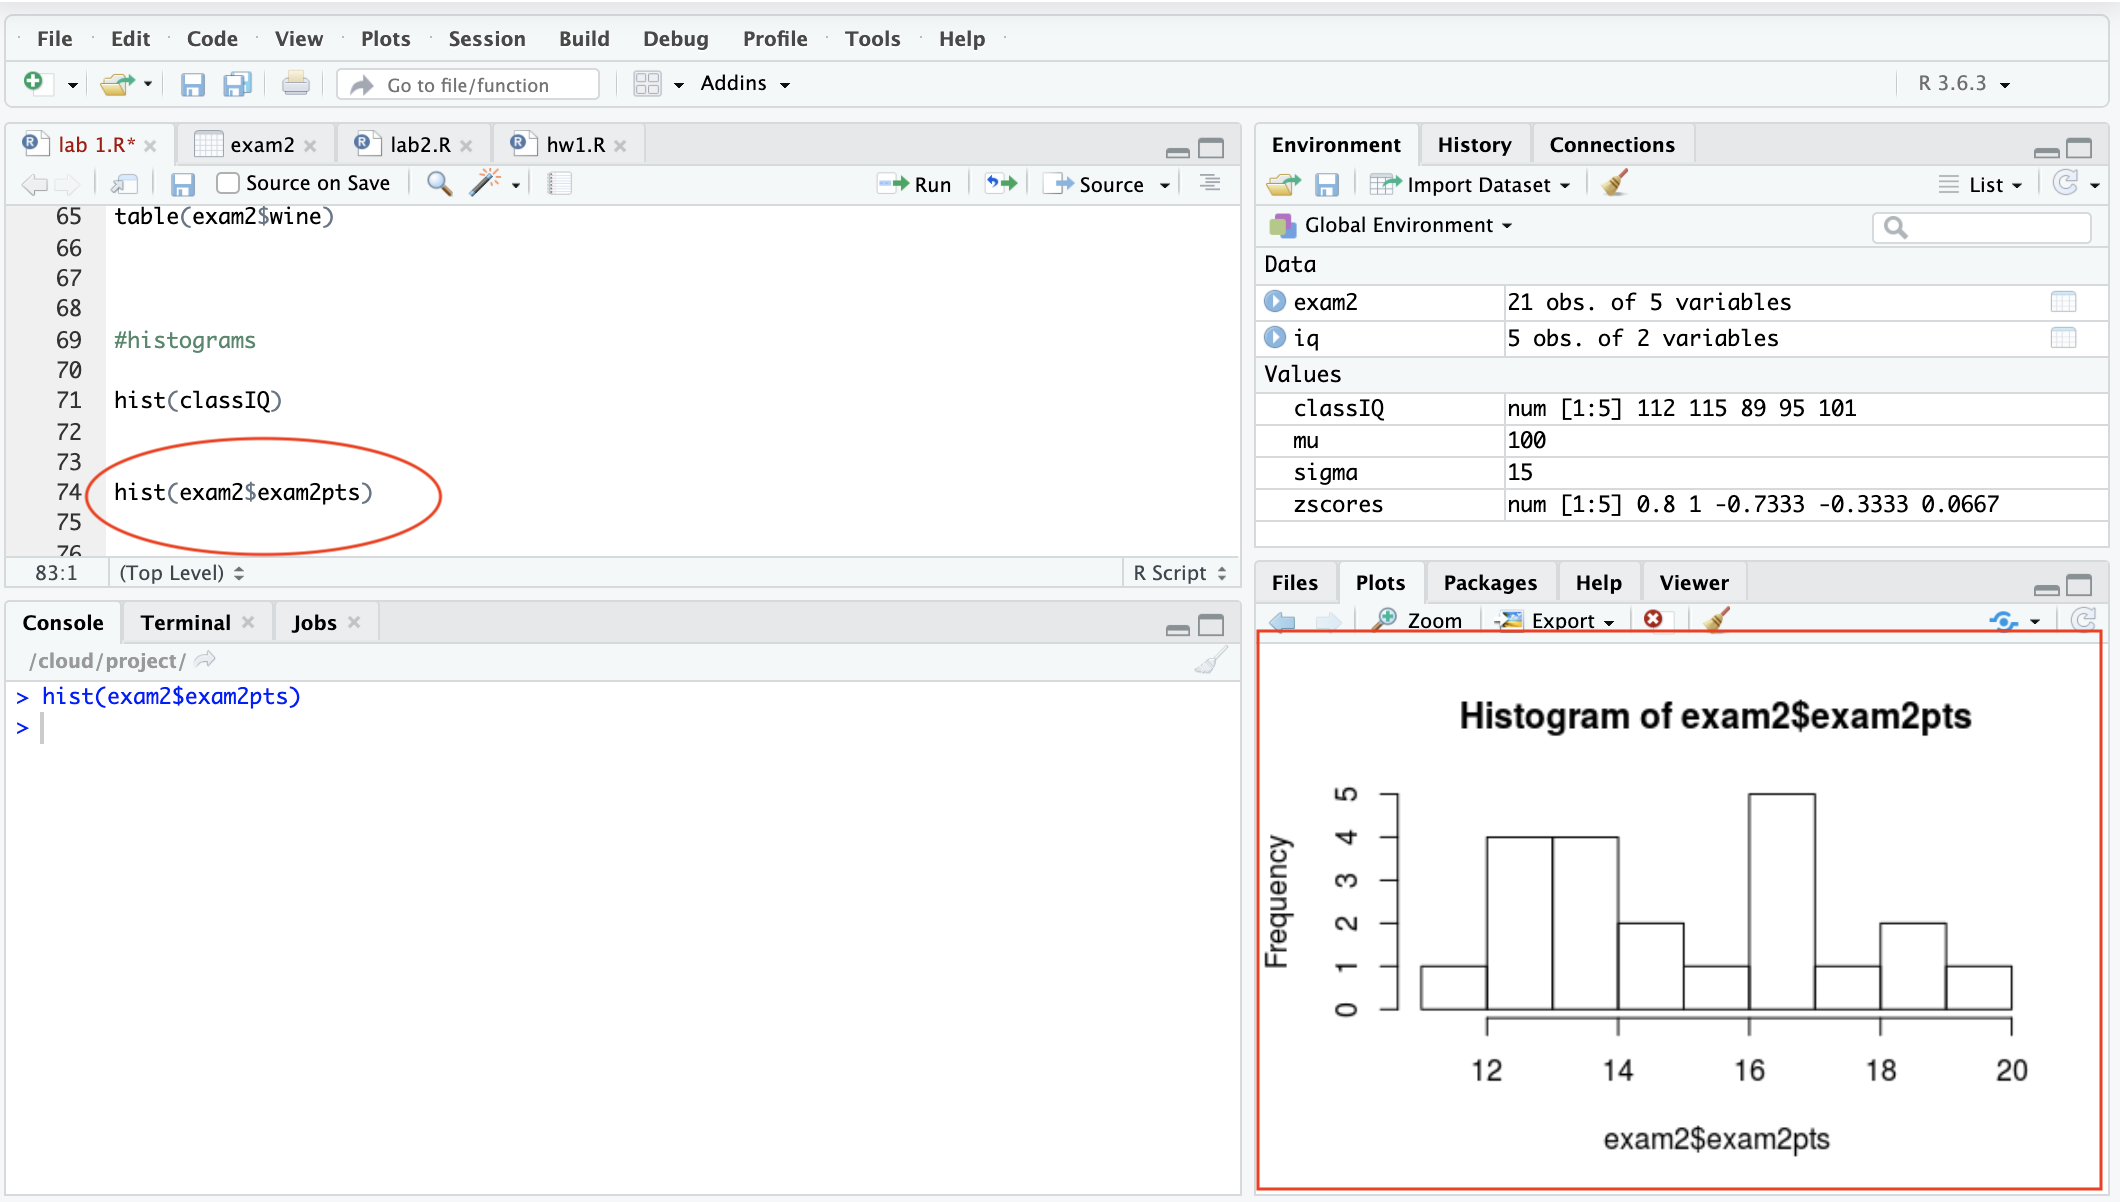 File Edit Code View Plots Session Build Debug Profile Tools Help
Go to file/function Addins R 3.6.3
lab 1.R* exam2 lab2.R hw1.R
Source on Save Run Source
65 table(exam2$wine)
66
67
68
69 #histograms
70
71 hist(classIQ)
72
73
74 hist(exam2$exam2pts)
75
76
83:1 (Top Level) R Script
Console Terminal Jobs
/cloud/project/
> hist(exam2$exam2pts)
>
Environment History Connections
Import Dataset List
Global Environment
Data
exam2 21 obs. of 5 variables
iq 5 obs. of 2 variables
Values
classIQ num [1:5] 112 115 89 95 101
mu 100
sigma 15
zscores num [1:5] 0.8 1 -0.7333 -0.3333 0.0667
Files Plots Packages Help Viewer
Zoom Export
Histogram of exam2$exam2pts
Frequency
5
4
3
2
1
0
12 14 16 18 20
exam2$exam2pts